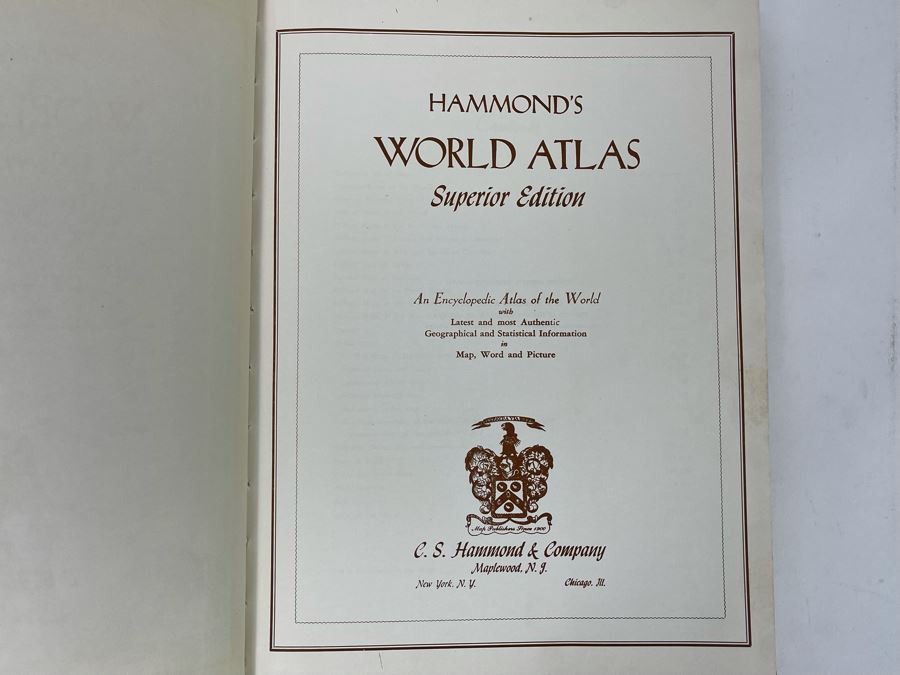 HAMMOND'S
WORLD ATLAS
Superior Edition
An Encyclopedic Atlas of the World
with
Latest and most Authentic
Geographical and Statistical Information
in
Map, Word and Picture
Map Publishers Since 1900
C. S. Hammond & Company
Maplewood, N. J.
New York, N. Y. Chicago, Ill.